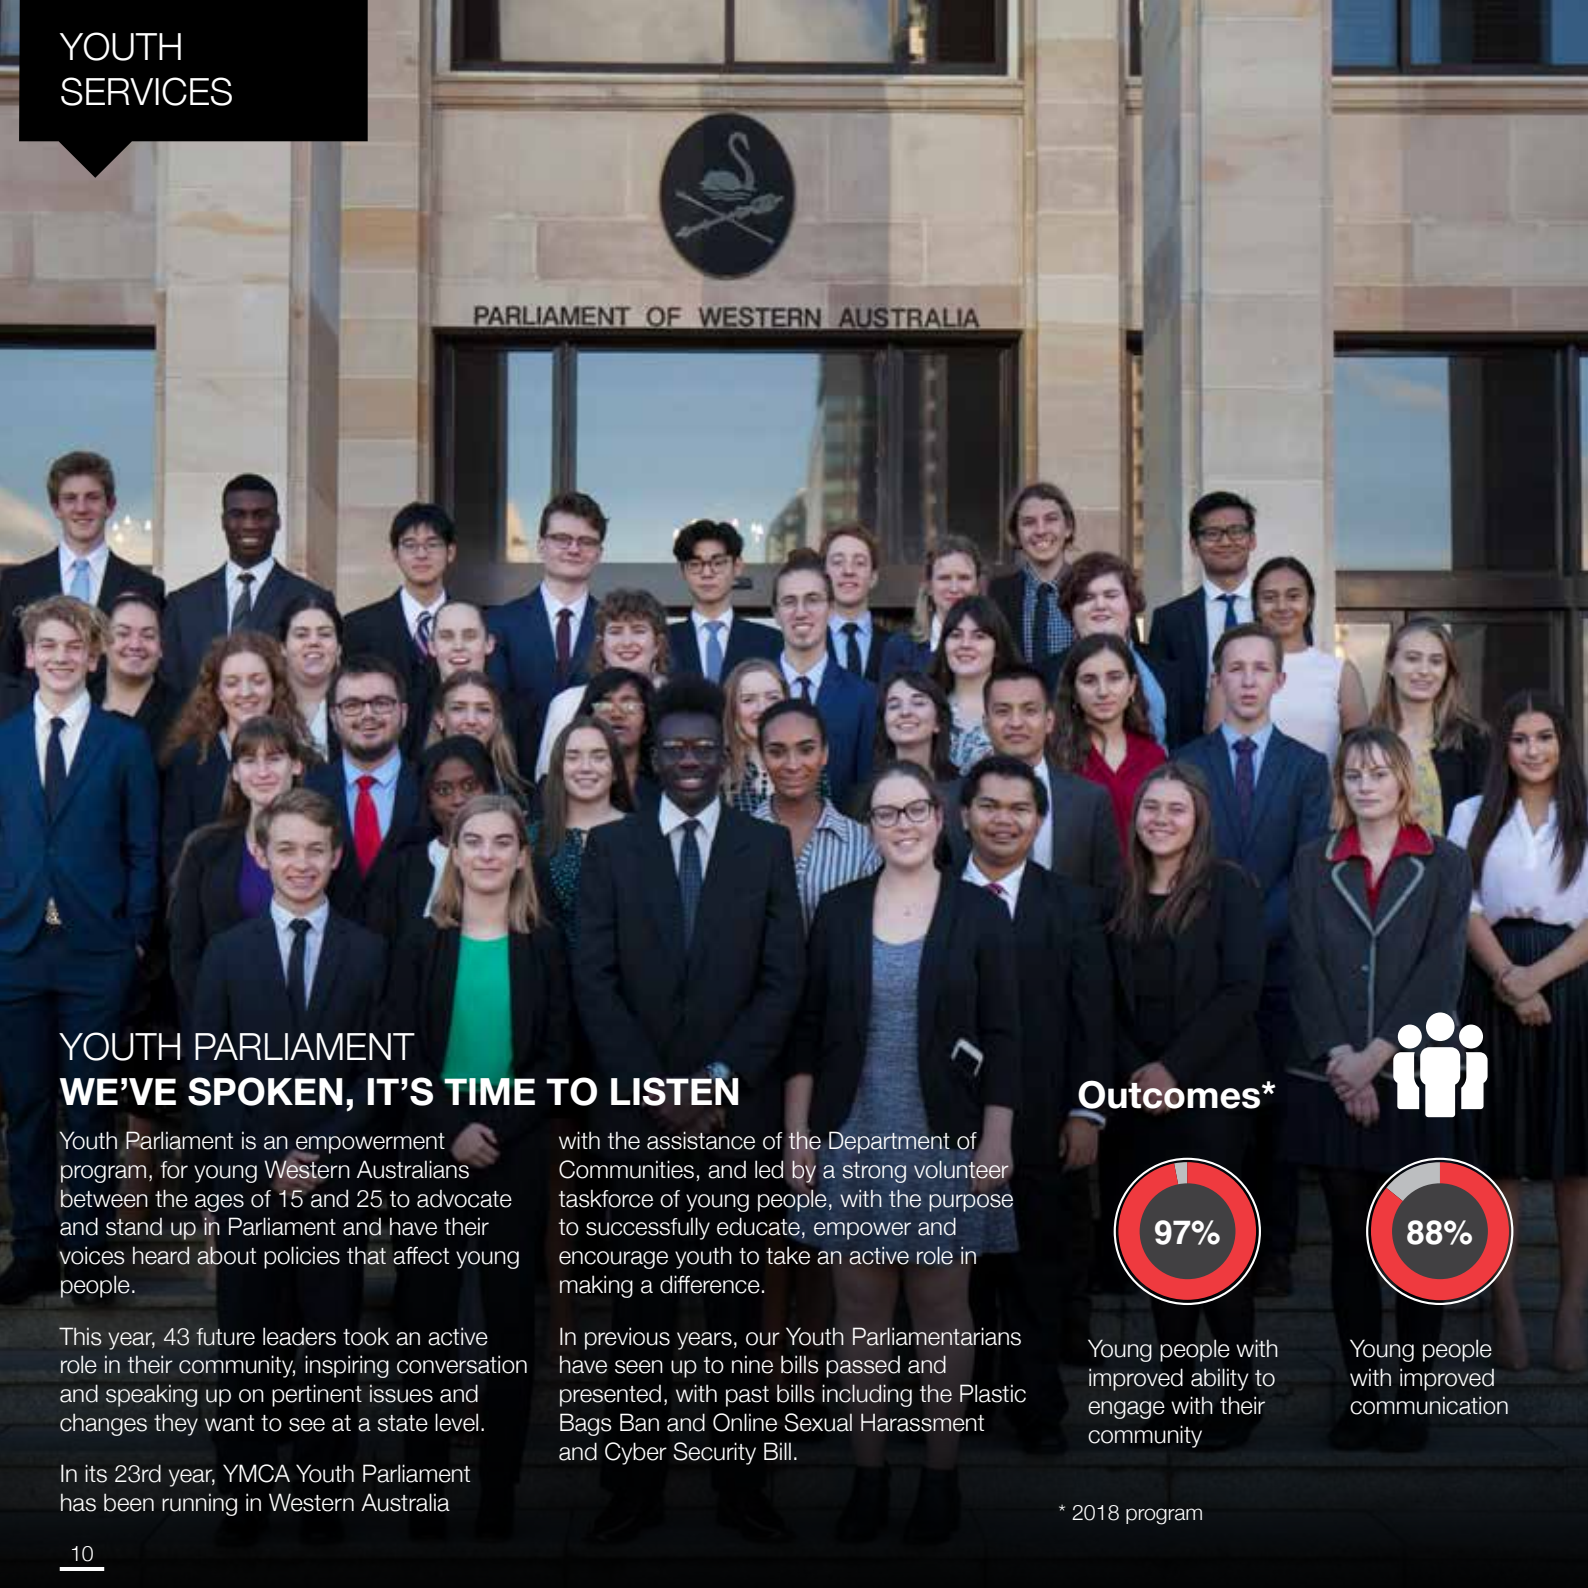 YOUTH
SERVICES
PARLIAMENT OF WESTERN AUSTRALIA
YOUTH PARLIAMENT
WE'VE SPOKEN, IT'S TIME TO LISTEN
Youth Parliament is an empowerment
program, for young Western Australians
between the ages of 15 and 25 to advocate
and stand up in Parliament and have their
voices heard about policies that affect young
people.
This year, 43 future leaders took an active
role in their community, inspiring conversation
and speaking up on pertinent issues and
changes they want to see at a state level.
In its 23rd year, YMCA Youth Parliament
has been running in Western Australia
with the assistance of the Department of
Communities, and led by a strong volunteer
taskforce of young people, with the purpose
to successfully educate, empower and
encourage youth to take an active role in
making a difference.
In previous years, our Youth Parliamentarians
have seen up to nine bills passed and
presented, with past bills including the Plastic
Bags Ban and Online Sexual Harassment
and Cyber Security Bill.
Outcomes*
97%
Young people with
improved ability to
engage with their
community
88%
Young people
with improved
communication
* 2018 program
10